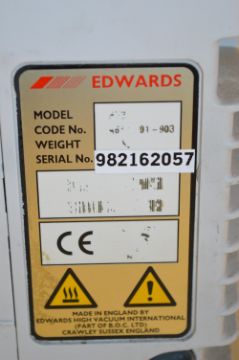 EDWARDS
MODEL
CODE No.
WEIGHT
SERIAL No. 982162057
CE
MADE IN ENGLAND BY
EDWARDS HIGH VACUUM INTERNATIONAL
(PART OF B.O.C. LTD)
CRAWLEY SUSSEX ENGLAND